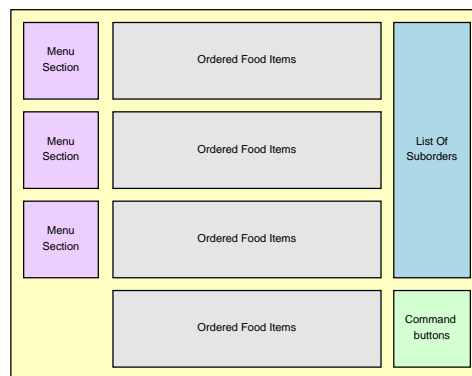 Menu
Section
Ordered Food Items
List Of
Suborders
Menu
Section
Ordered Food Items
Menu
Section
Ordered Food Items
Ordered Food Items
Command
buttons